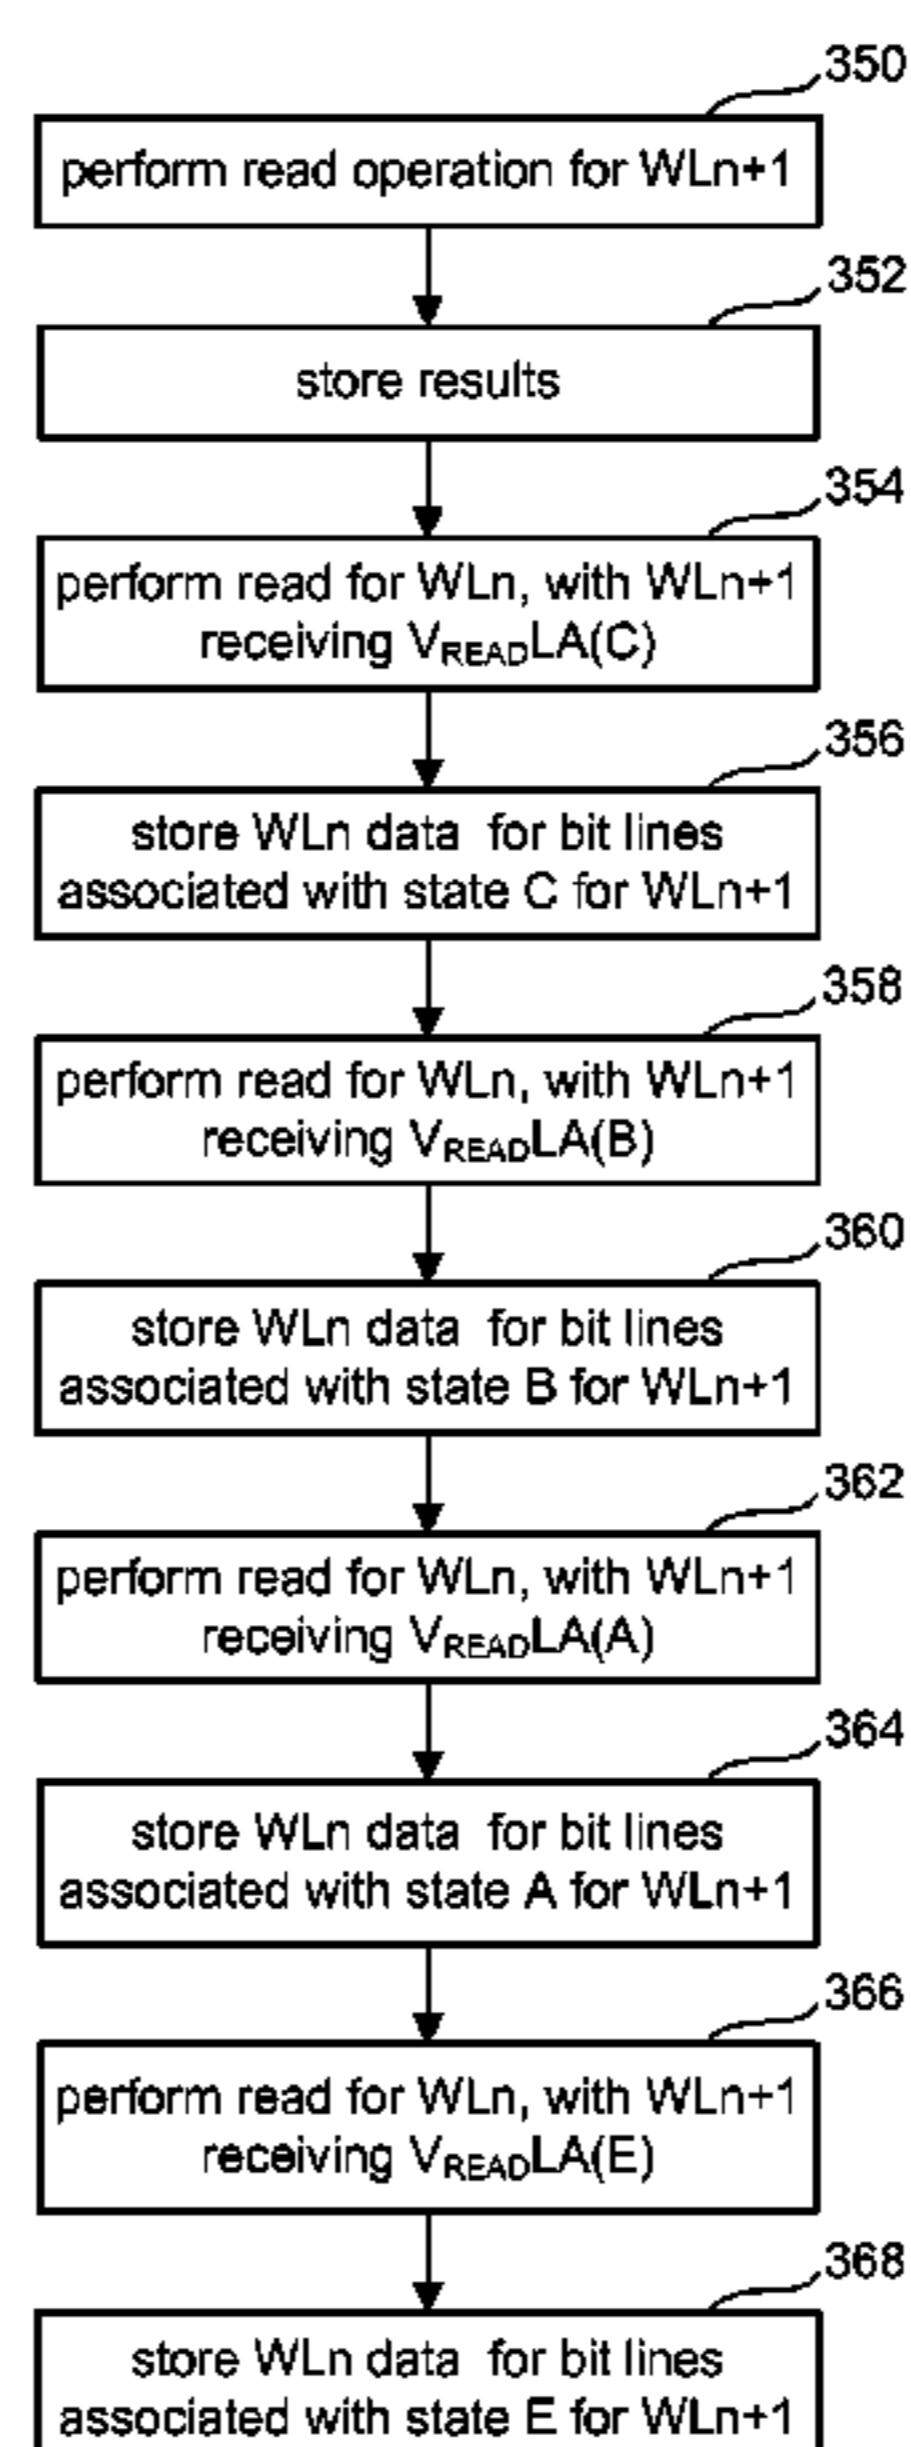 350
perform read operation for WLn+1
352
store results
354
perform read for WLn, with WLn+1
receiving VREADLA(C)
356
store WLn data for bit lines
associated with state C for WLn+1
358
perform read for WLn, with WLn+1
receiving VREADLA(B)
360
store WLn data for bit lines
associated with state B for WLn+1
362
perform read for WLn, with WLn+1
receiving VREADLA(A)
364
store WLn data for bit lines
associated with state A for WLn+1
366
perform read for WLn, with WLn+1
receiving VREADLA(E)
368
store WLn data for bit lines
associated with state E for WLn+1